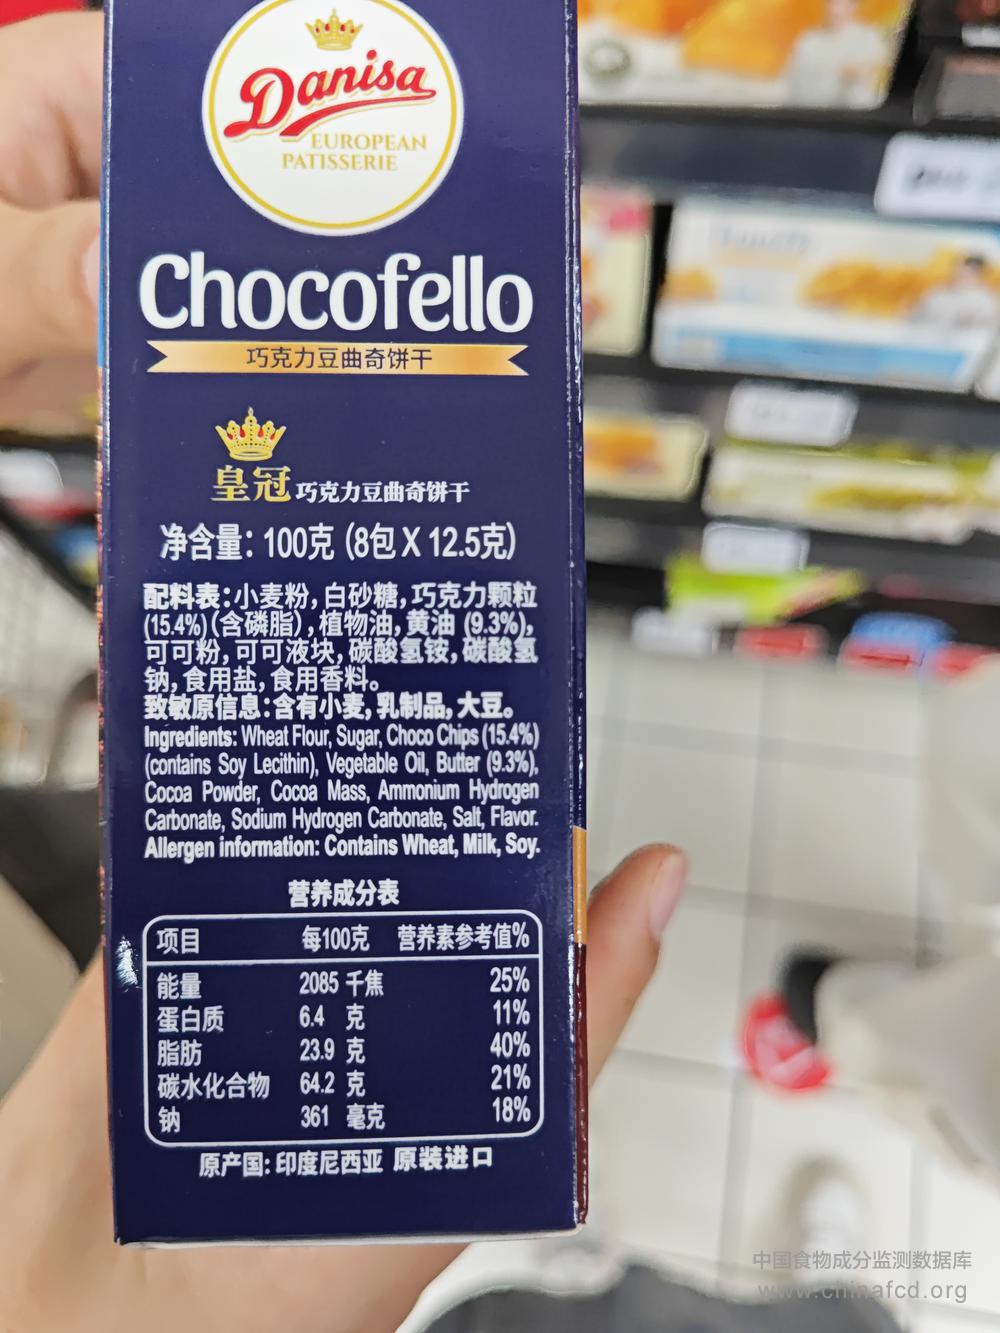 Danisa
EUROPEAN
PATISSERIE
Chocofello
巧克力豆曲奇饼干
皇冠巧克力豆曲奇饼干
净含量：100克 (8包 X 12.5克)
配料表：小麦粉，白砂糖，巧克力颗粒
(15.4%)（含磷脂），植物油，黄油 (9.3%)，
可可粉，可可液块，碳酸氢铵，碳酸氢
钠，食用盐，食用香料。
致敏原信息：含有小麦，乳制品，大豆。
Ingredients: Wheat Flour, Sugar, Choco Chips (15.4%)
(contains Soy Lecithin), Vegetable Oil, Butter (9.3%),
Cocoa Powder, Cocoa Mass, Ammonium Hydrogen
Carbonate, Sodium Hydrogen Carbonate, Salt, Flavor.
Allergen information: Contains Wheat, Milk, Soy.
营养成分表
项目 每100克 营养素参考值%
能量 2085 千焦 25%
蛋白质 6.4 克 11%
脂肪 23.9 克 40%
碳水化合物 64.2 克 21%
钠 361 毫克 18%
原产国：印度尼西亚 原装进口
中国食物成分监测数据库
www.chinafcd.org